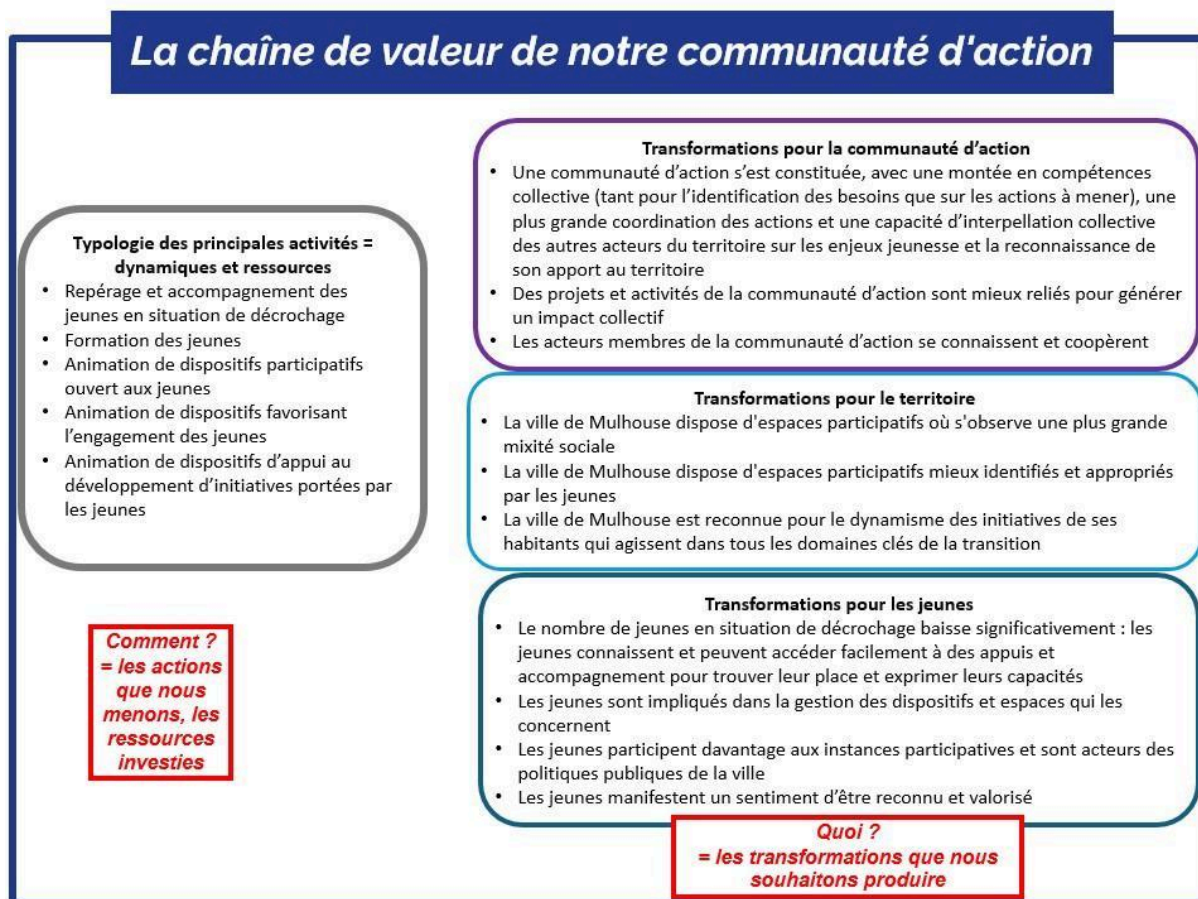 La chaîne de valeur de notre communauté d'action
Typologie des principales activités =
dynamiques et ressources
• Repérage et accompagnement des
jeunes en situation de décrochage
• Formation des jeunes
• Animation de dispositifs participatifs
ouvert aux jeunes
• Animation de dispositifs favorisant
l’engagement des jeunes
• Animation de dispositifs d’appui au
développement d’initiatives portées par
les jeunes
Comment ?
= les actions
que nous
menons, les
ressources
investies
Transformations pour la communauté d’action
• Une communauté d’action s’est constituée, avec une montée en compétences
collective (tant pour l’identification des besoins que sur les actions à mener), une
plus grande coordination des actions et une capacité d’interpellation collective
des autres acteurs du territoire sur les enjeux jeunesse et la reconnaissance de
son apport au territoire
• Des projets et activités de la communauté d’action sont mieux reliés pour générer
un impact collectif
• Les acteurs membres de la communauté d’action se connaissent et coopèrent
Transformations pour le territoire
• La ville de Mulhouse dispose d'espaces participatifs où s'observe une plus grande
mixité sociale
• La ville de Mulhouse dispose d'espaces participatifs mieux identifiés et appropriés
par les jeunes
• La ville de Mulhouse est reconnue pour le dynamisme des initiatives de ses
habitants qui agissent dans tous les domaines clés de la transition
Transformations pour les jeunes
• Le nombre de jeunes en situation de décrochage baisse significativement : les
jeunes connaissent et peuvent accéder facilement à des appuis et
accompagnement pour trouver leur place et exprimer leurs capacités
• Les jeunes sont impliqués dans la gestion des dispositifs et espaces qui les
concernent
• Les jeunes participent davantage aux instances participatives et sont acteurs des
politiques publiques de la ville
• Les jeunes manifestent un sentiment d’être reconnu et valorisé
Quoi ?
= les transformations que nous
souhaitons produire